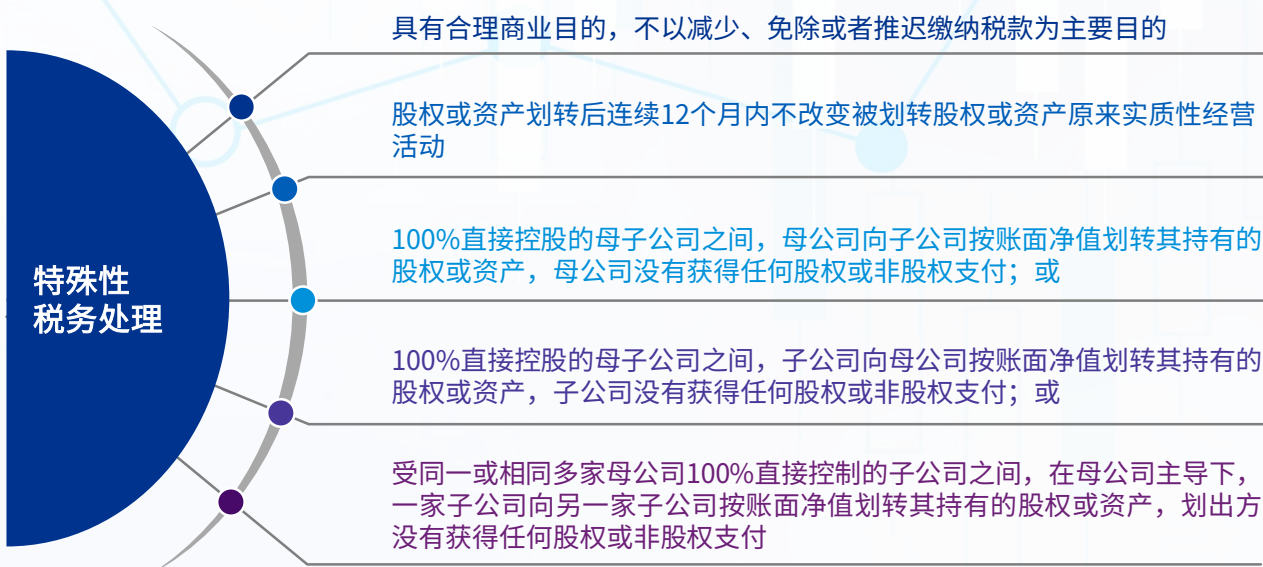 特殊性
税务处理
具有合理商业目的，不以减少、免除或者推迟缴纳税款为主要目的
股权或资产划转后连续12个月内不改变被划转股权或资产原来实质性经营
活动
100%直接控股的母子公司之间，母公司向子公司按账面净值划转其持有的
股权或资产，母公司没有获得任何股权或非股权支付；或
100%直接控股的母子公司之间，子公司向母公司按账面净值划转其持有的
股权或资产，子公司没有获得任何股权或非股权支付；或
受同一或相同多家母公司100%直接控制的子公司之间，在母公司主导下，
一家子公司向另一家子公司按账面净值划转其持有的股权或资产，划出方
没有获得任何股权或非股权支付